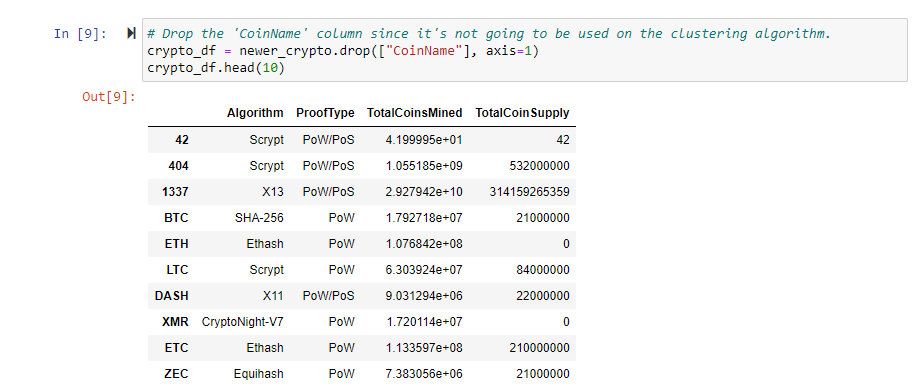 In [9]: # Drop the 'CoinName' column since it's not going to be used on the clustering algorithm.
crypto_df = newer_crypto.drop(["CoinName"], axis=1)
crypto_df.head(10)
Out[9]:
Algorithm ProofType TotalCoinsMined TotalCoinSupply
42 Scrypt PoW/PoS 4.199995e+01 42
404 Scrypt PoW/PoS 1.055185e+09 532000000
1337 X13 PoW/PoS 2.927942e+10 314159265359
BTC SHA-256 PoW 1.792718e+07 21000000
ETH Ethash PoW 1.076842e+08 0
LTC Scrypt PoW 6.303924e+07 84000000
DASH X11 PoW/PoS 9.031294e+06 22000000
XMR CryptoNight-V7 PoW 1.720114e+07 0
ETC Ethash PoW 1.133597e+08 210000000
ZEC Equihash PoW 7.383056e+06 21000000